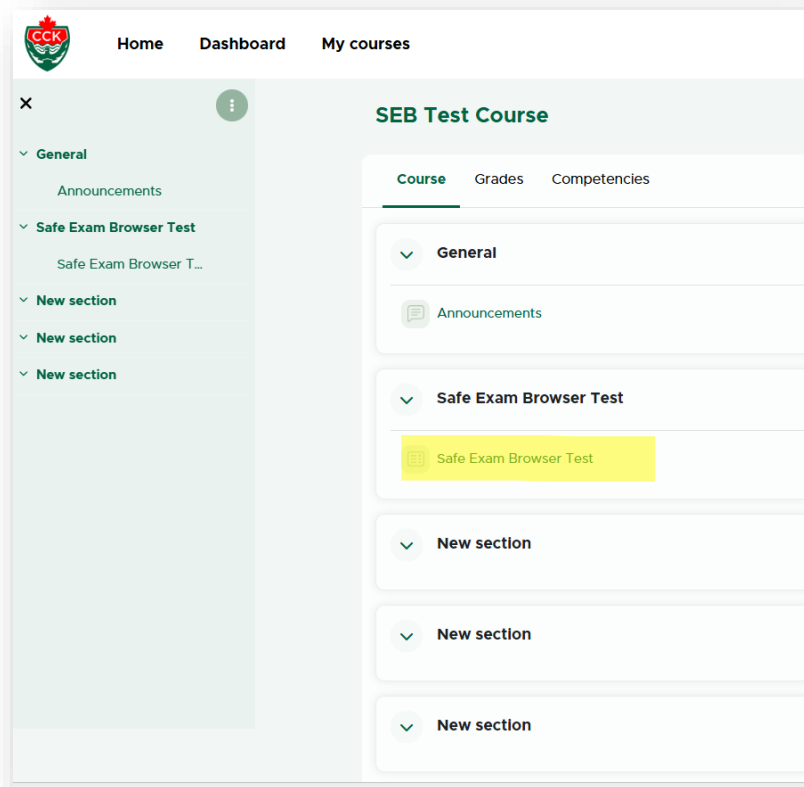 CCK
Home Dashboard My courses
General
Announcements
Safe Exam Browser Test
Safe Exam Browser T...
New section
New section
New section
SEB Test Course
Course Grades Competencies
General
Announcements
Safe Exam Browser Test
Safe Exam Browser Test
New section
New section
New section